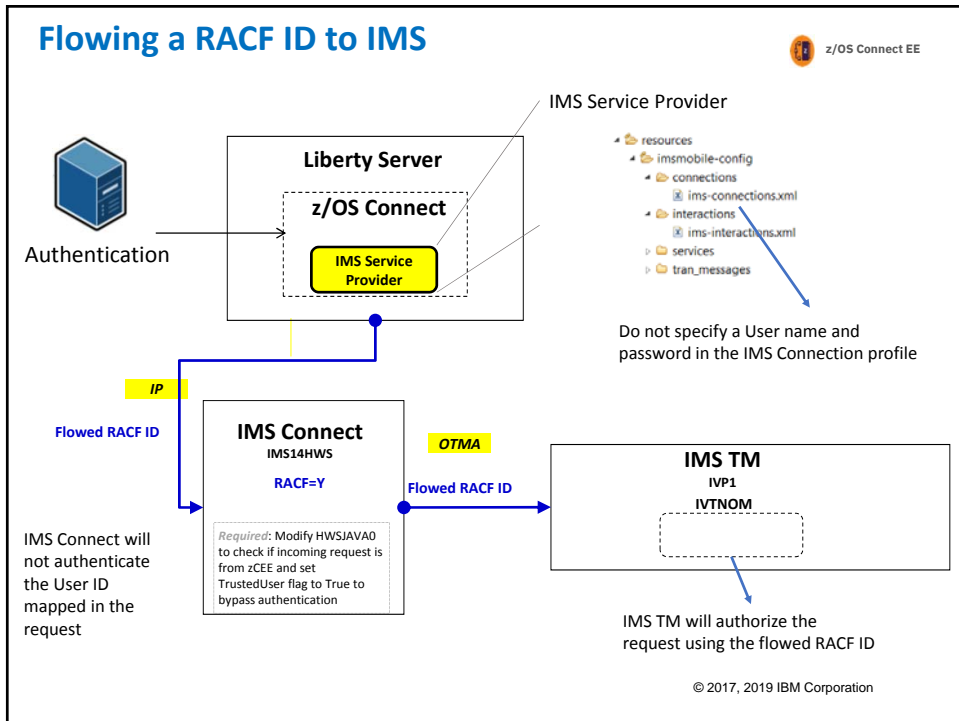 Flowing a RACF ID to IMS
z/OS Connect EE
IMS Service Provider
Liberty Server
z/OS Connect
IMS Service
Provider
Authentication
resources
imsmobile-config
connections
ims-connections.xml
interactions
ims-interactions.xml
services
tran_messages
Do not specify a User name and
password in the IMS Connection profile
IP
Flowed RACF ID
IMS Connect
IMS14HWS
RACF=Y
Required: Modify HWSJAVA0
to check if incoming request is
from zCEE and set
TrustedUser flag to True to
bypass authentication
OTMA
Flowed RACF ID
IMS TM
IVP1
IVTNOM
IMS Connect will
not authenticate
the User ID
mapped in the
request
IMS TM will authorize the
request using the flowed RACF ID
© 2017, 2019 IBM Corporation